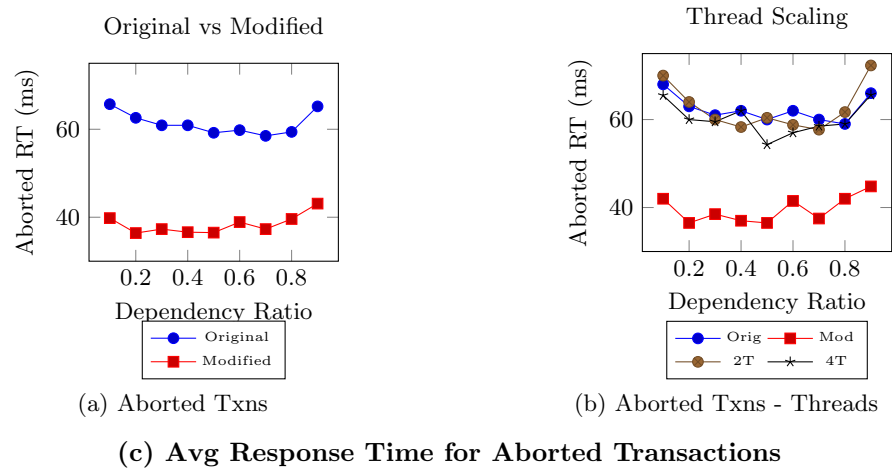 Original vs Modified
Aborted RT (ms)
60
40
0.2 0.4 0.6 0.8
Dependency Ratio
Original
Modified
(a) Aborted Txns
Thread Scaling
Aborted RT (ms)
60
40
0.2 0.4 0.6 0.8
Dependency Ratio
Orig Mod
2T 4T
(b) Aborted Txns - Threads
(c) Avg Response Time for Aborted Transactions